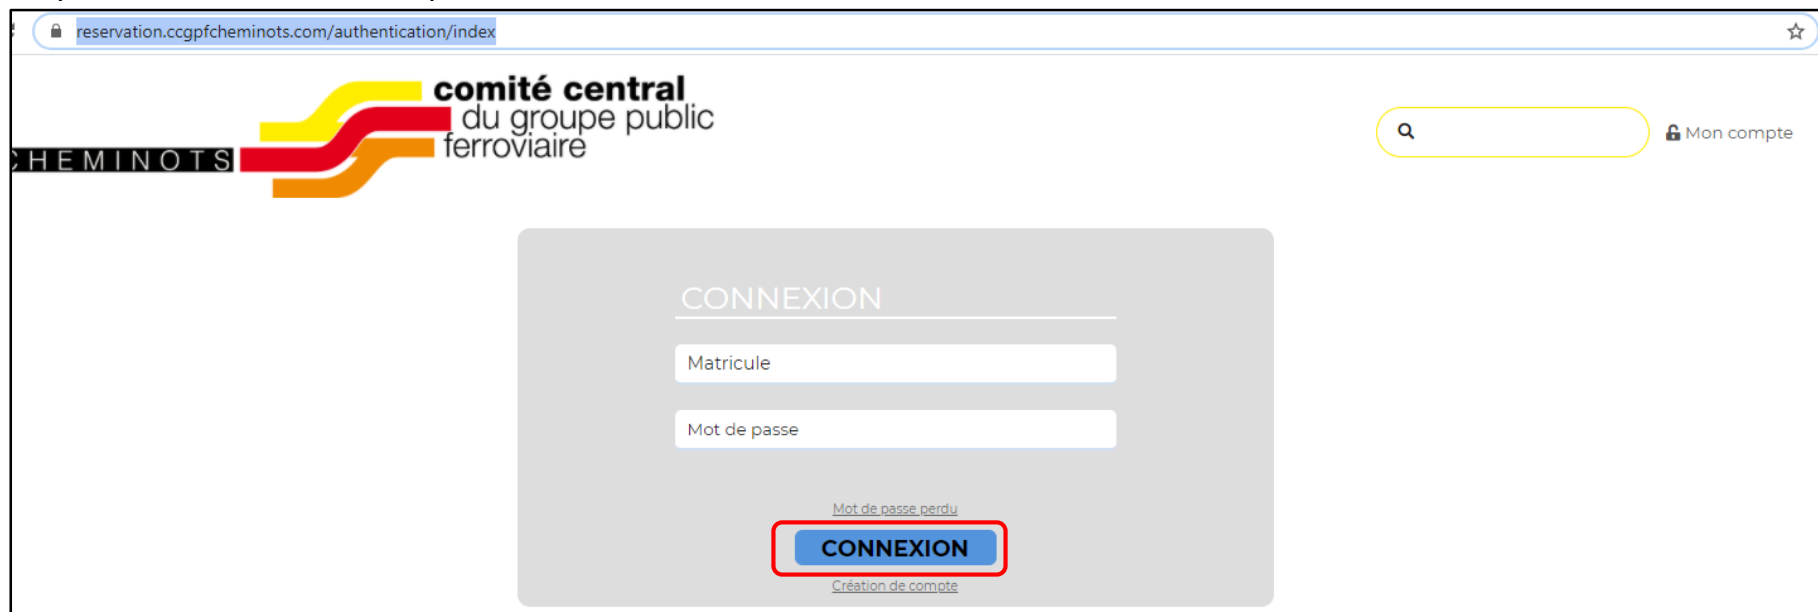 reservation.ccgpfcheminots.com/authentication/index
comité central
du groupe public
ferroviaire
CHEMINOTS
Mon compte
CONNEXION
Matricule
Mot de passe
Mot de passe perdu
CONNEXION
Création de compte